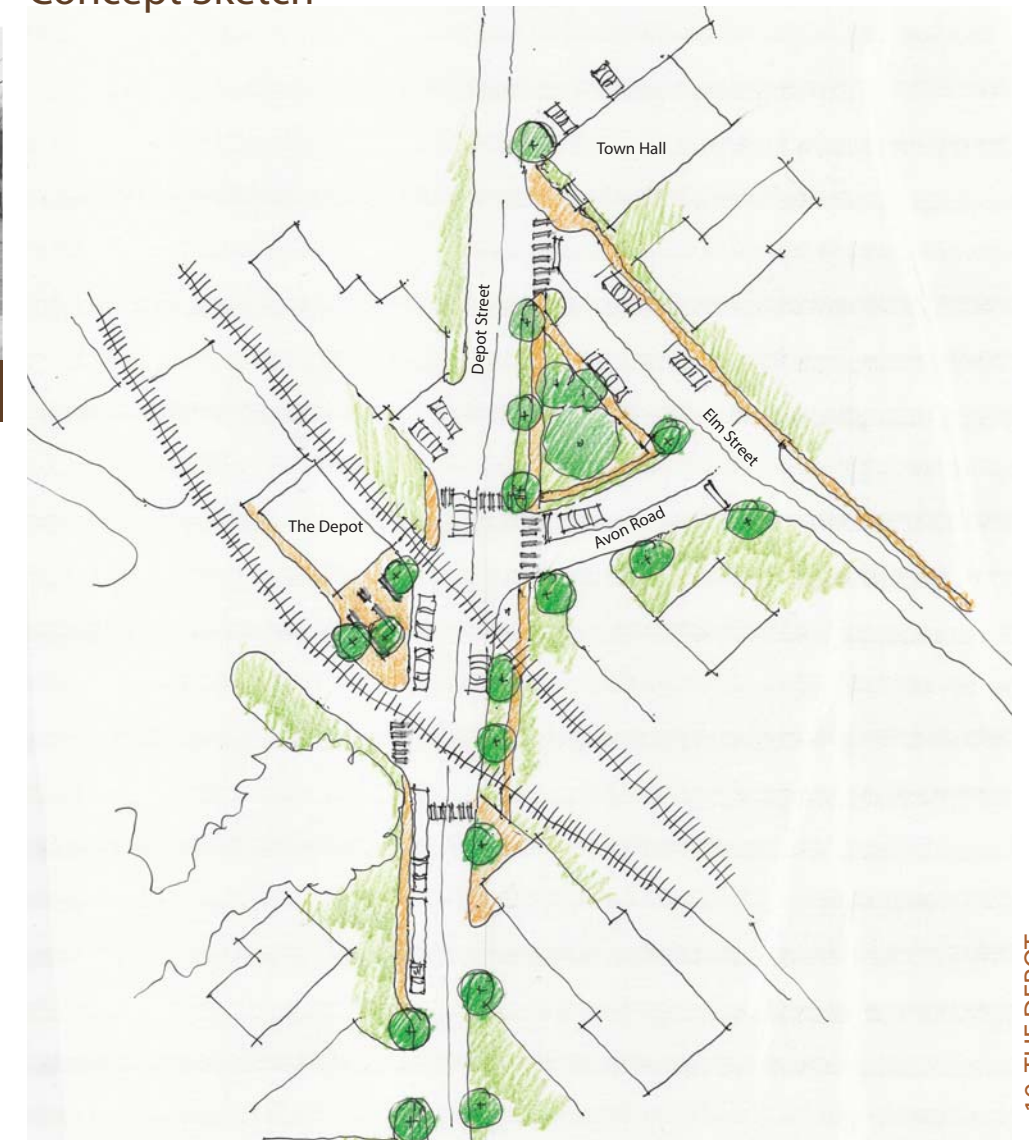 Concept Sketch
Town Hall
Depot Street
Elm Street
Avon Road
The Depot
THE DEPOT